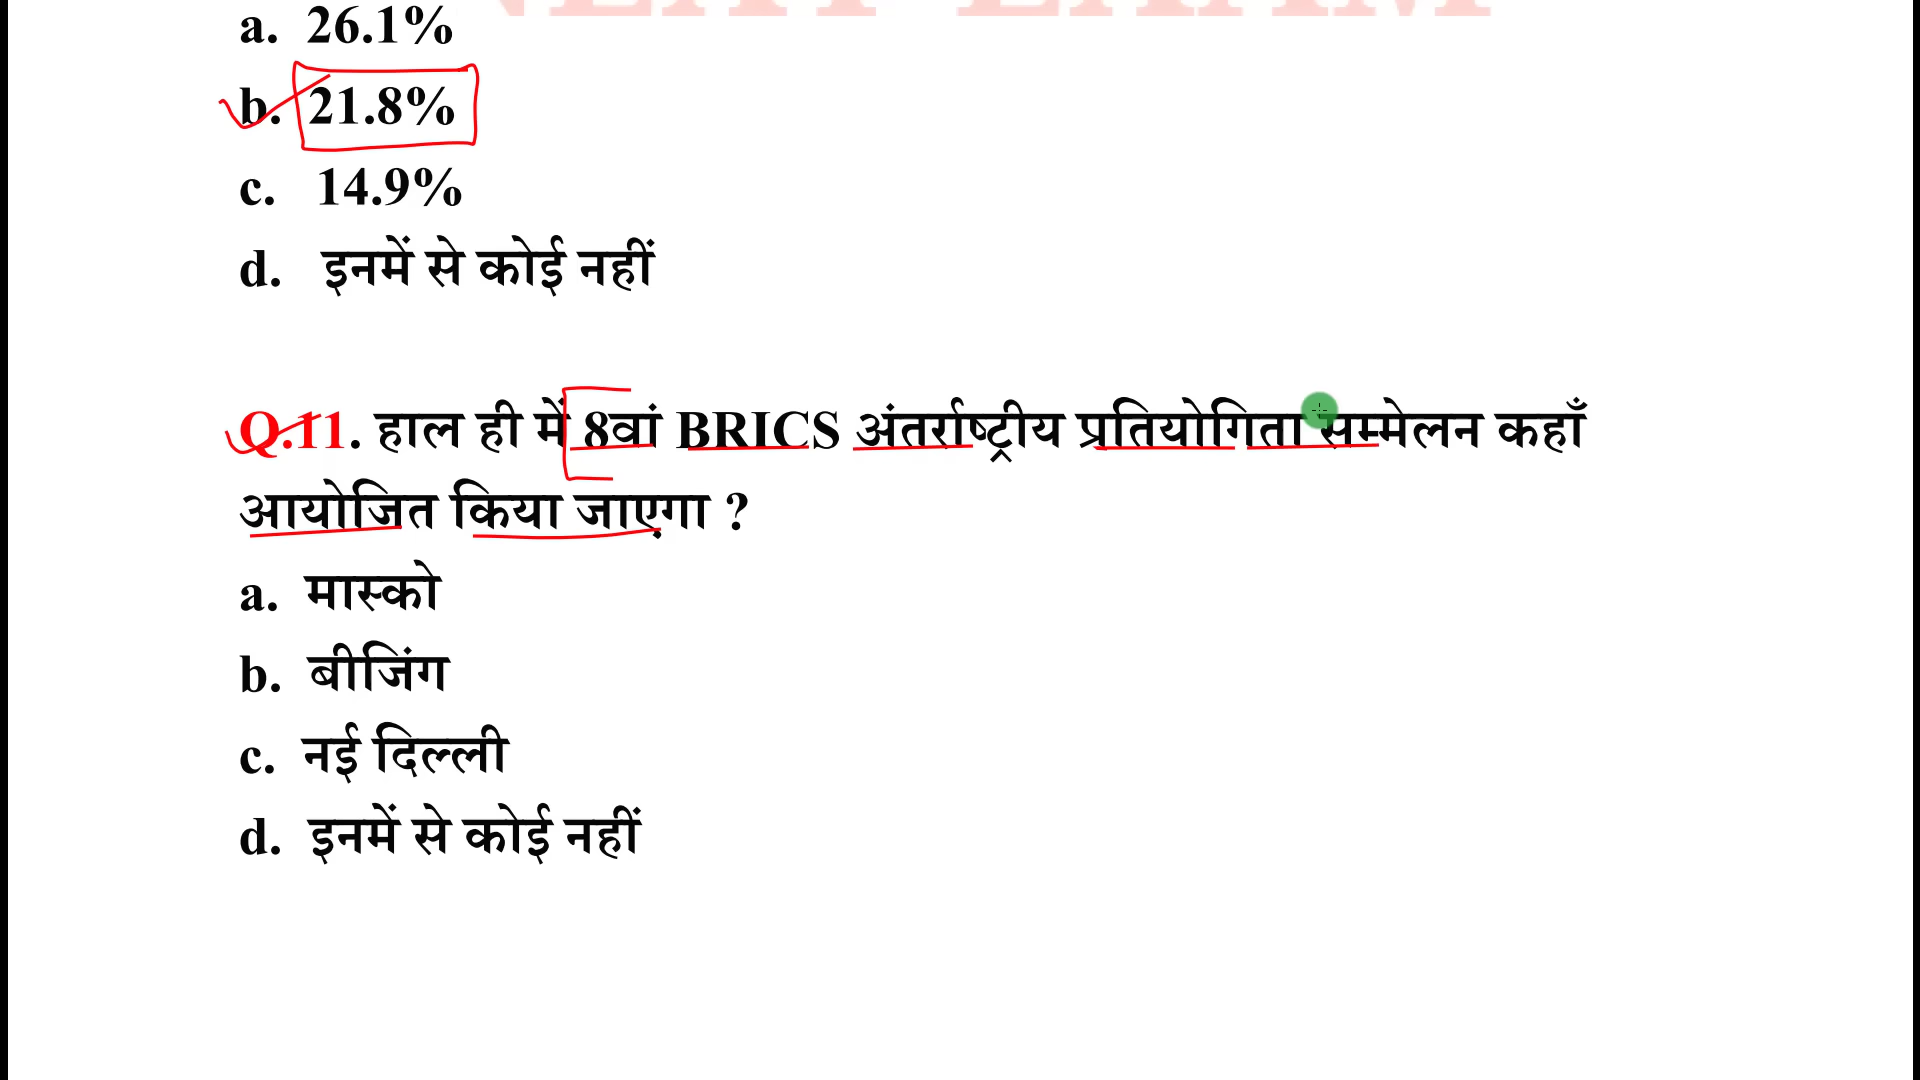 a. 26.1%
b. 21.8%
c. 14.9%
d. इनमें से कोई नहीं
Q.11. हाल ही में 8वां BRICS अंतर्राष्ट्रीय प्रतियोगिता सम्मेलन कहाँ
आयोजित किया जाएगा ?
a. मास्को
b. बीजिंग
c. नई दिल्ली
d. इनमें से कोई नहीं